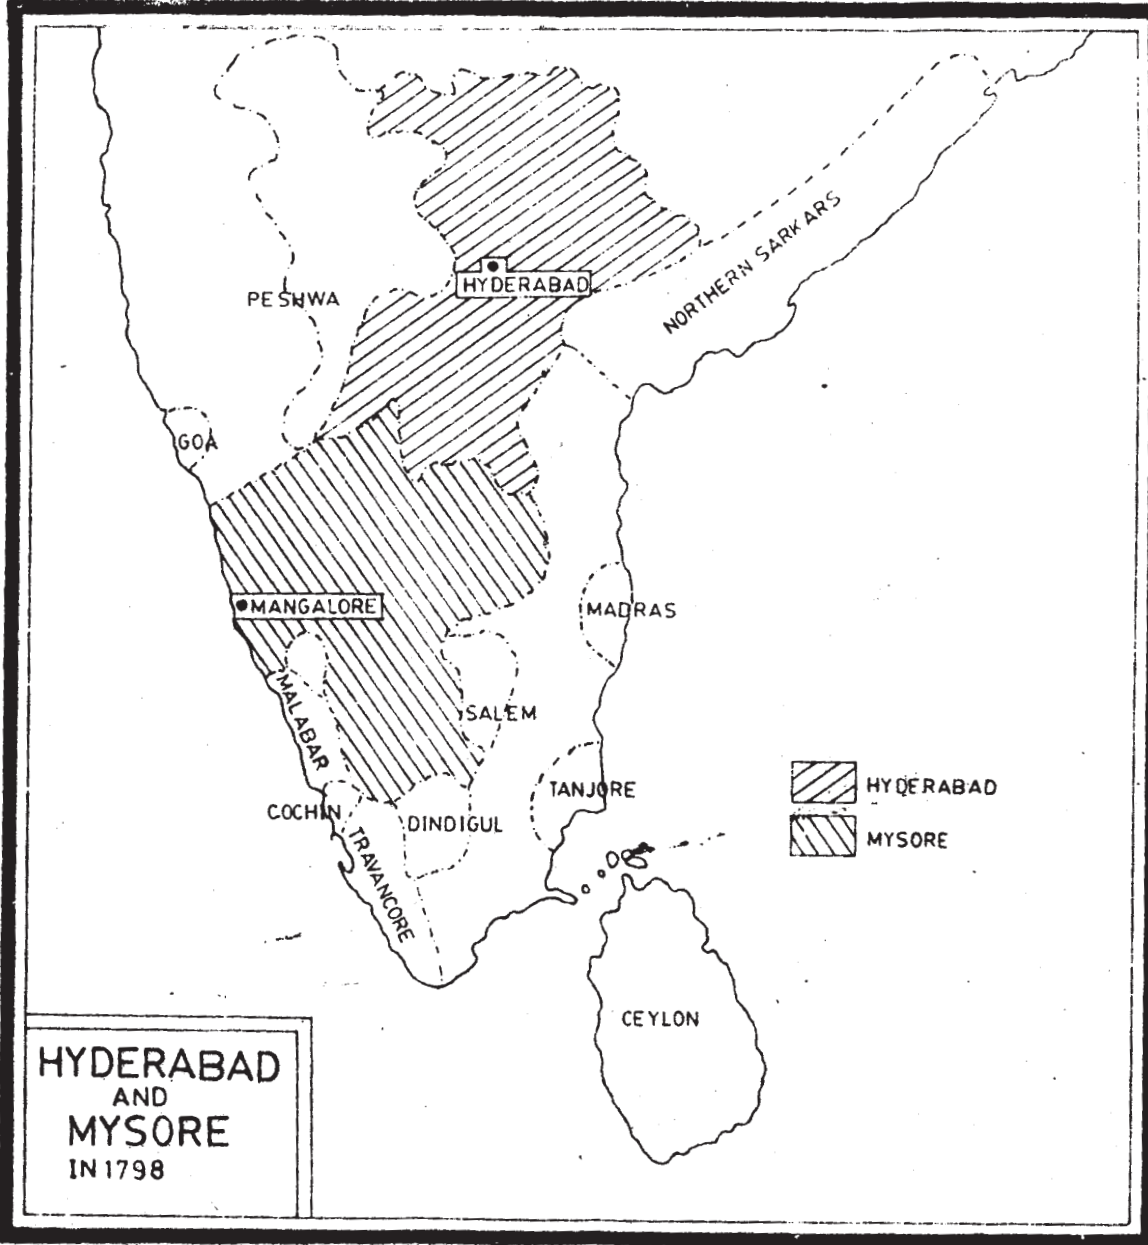 HYDERABAD
PESHWA
NORTHERN SARKARS
GOA
MANGALORE
MADRAS
MALABAR
SALEM
TANJORE
COCHIN
DINDIGUL
TRAVANCORE
HYDERABAD
MYSORE
CEYLON
HYDERABAD
AND
MYSORE
IN 1798